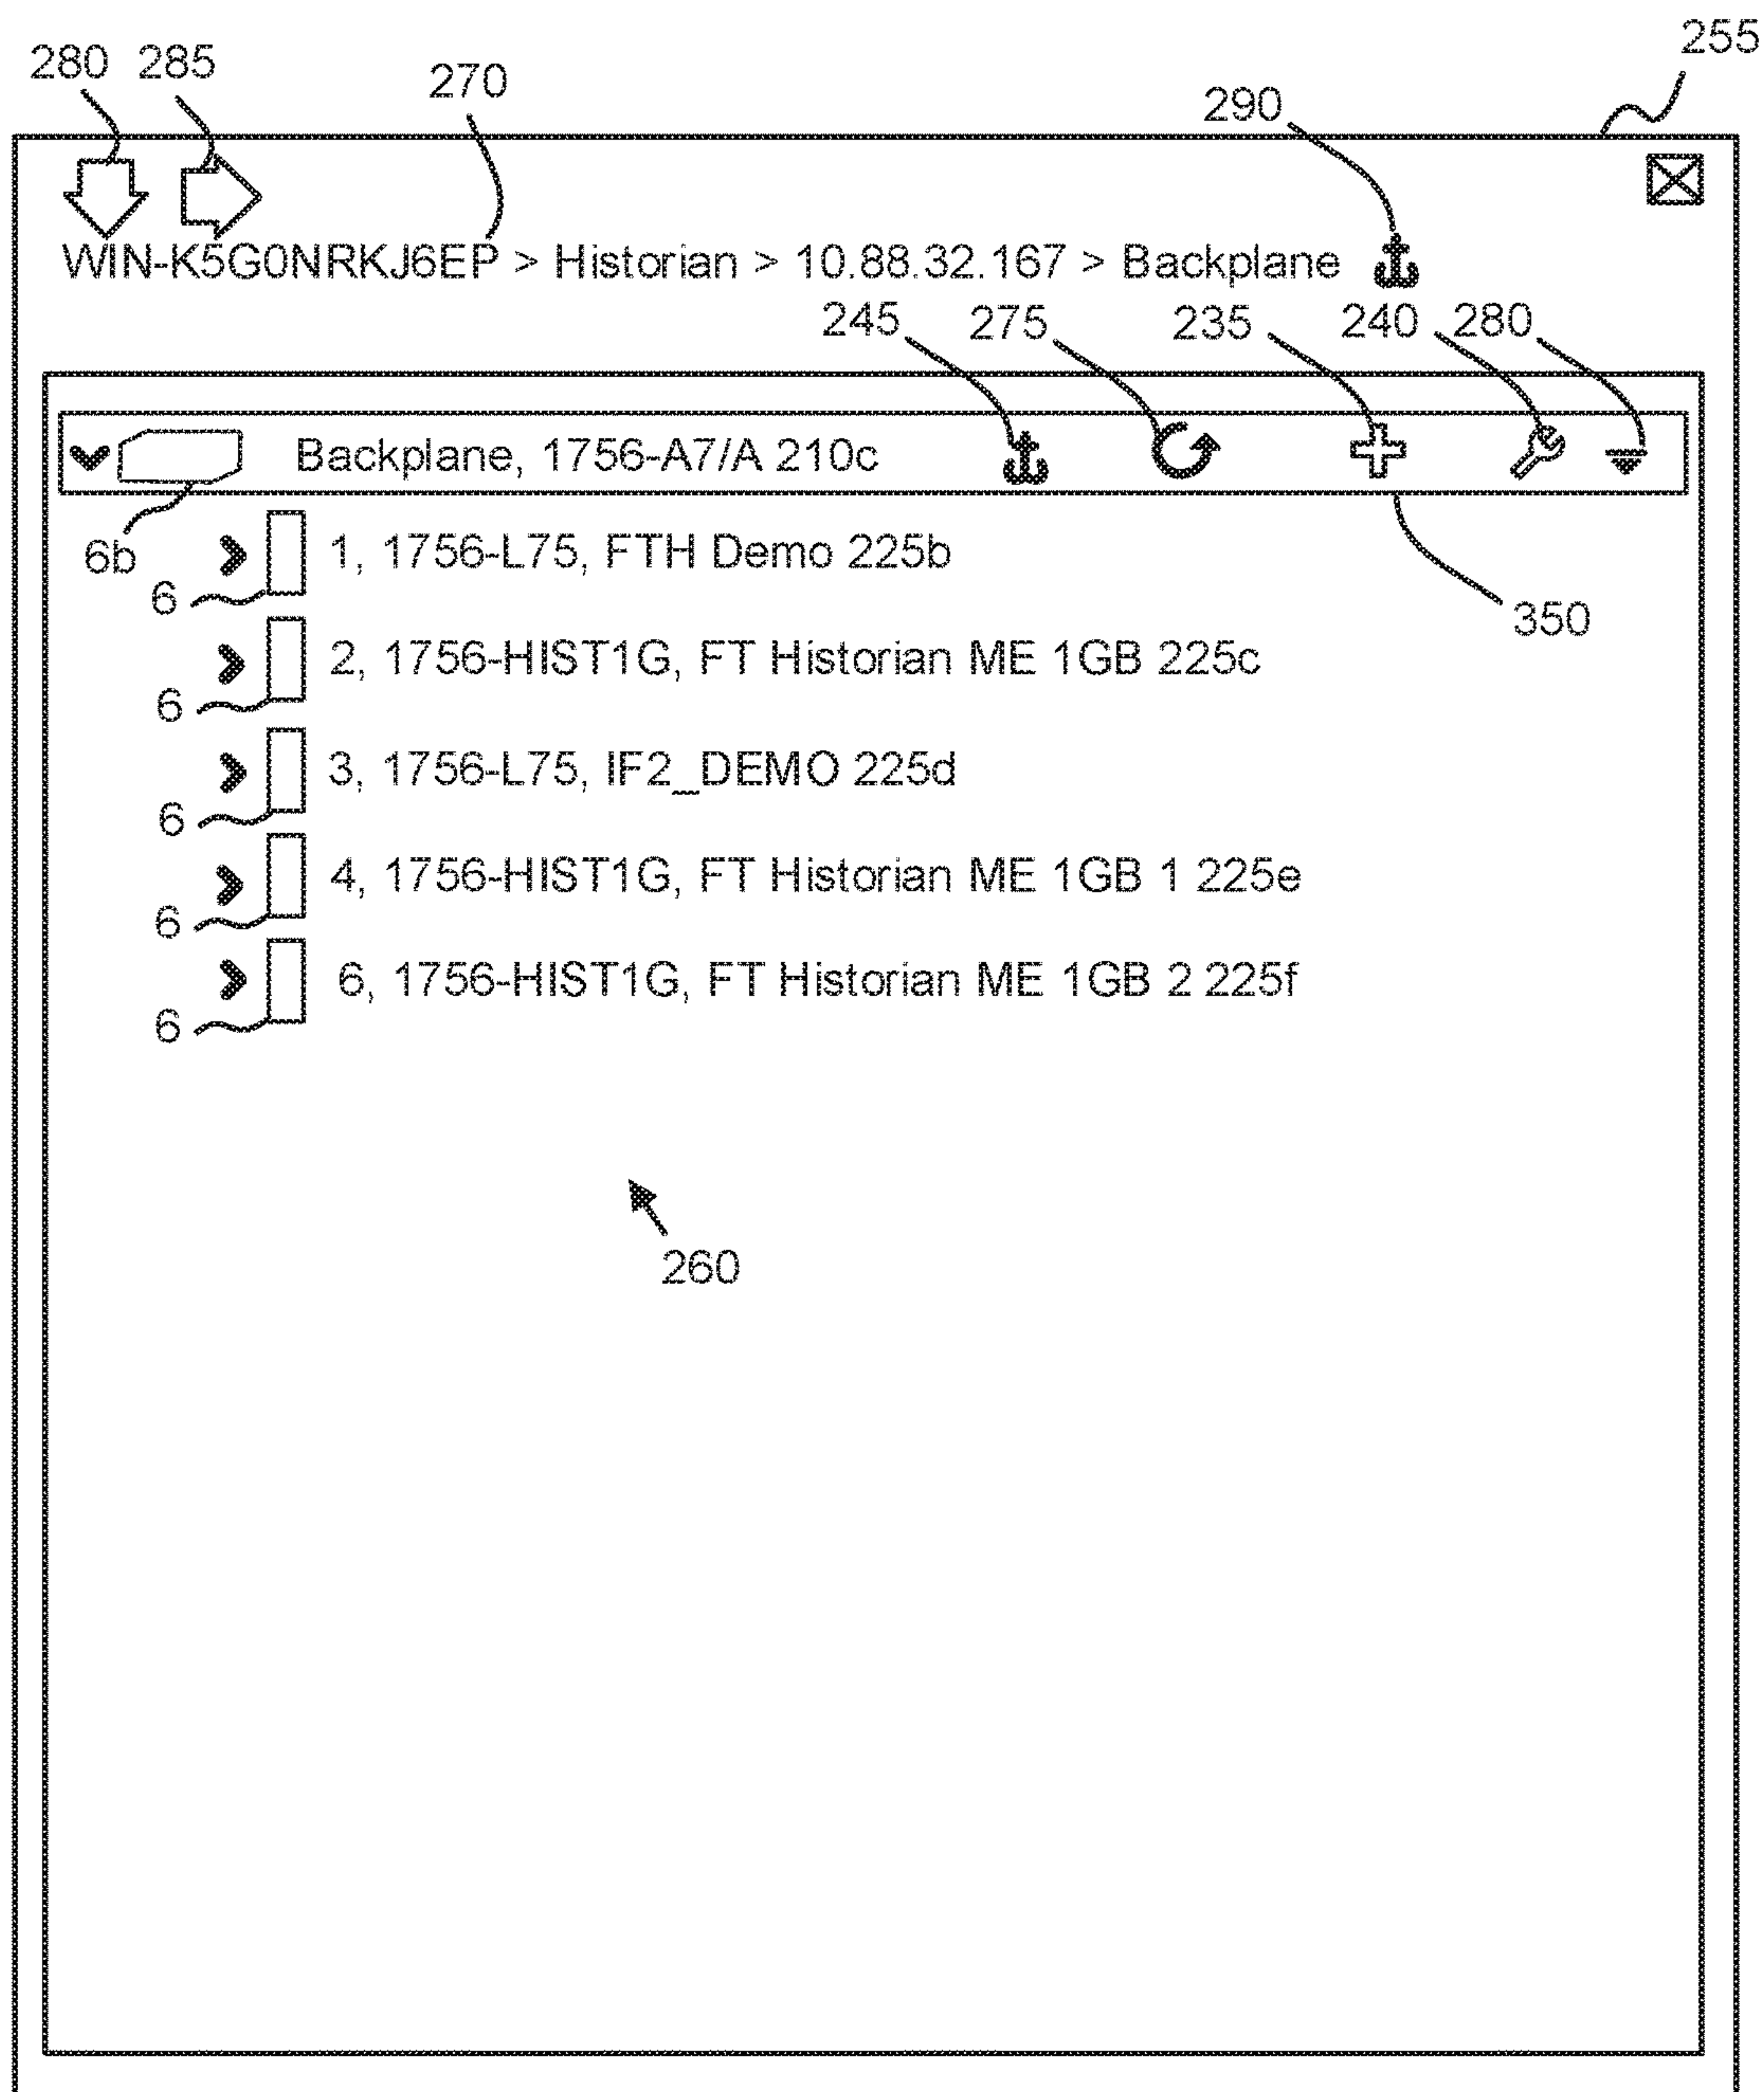 255
280 285 270 290
WIN-K5G0NRKJ6EP > Historian > 10.88.32.167 > Backplane
245 275 235 240 280
Backplane, 1756-A7/A 210c
6b
1, 1756-L75, FTH Demo 225b
6
350
2, 1756-HIST1G, FT Historian ME 1GB 225c
6
3, 1756-L75, IF2_DEMO 225d
6
4, 1756-HIST1G, FT Historian ME 1GB 1 225e
6
6, 1756-HIST1G, FT Historian ME 1GB 2 225f
6
260